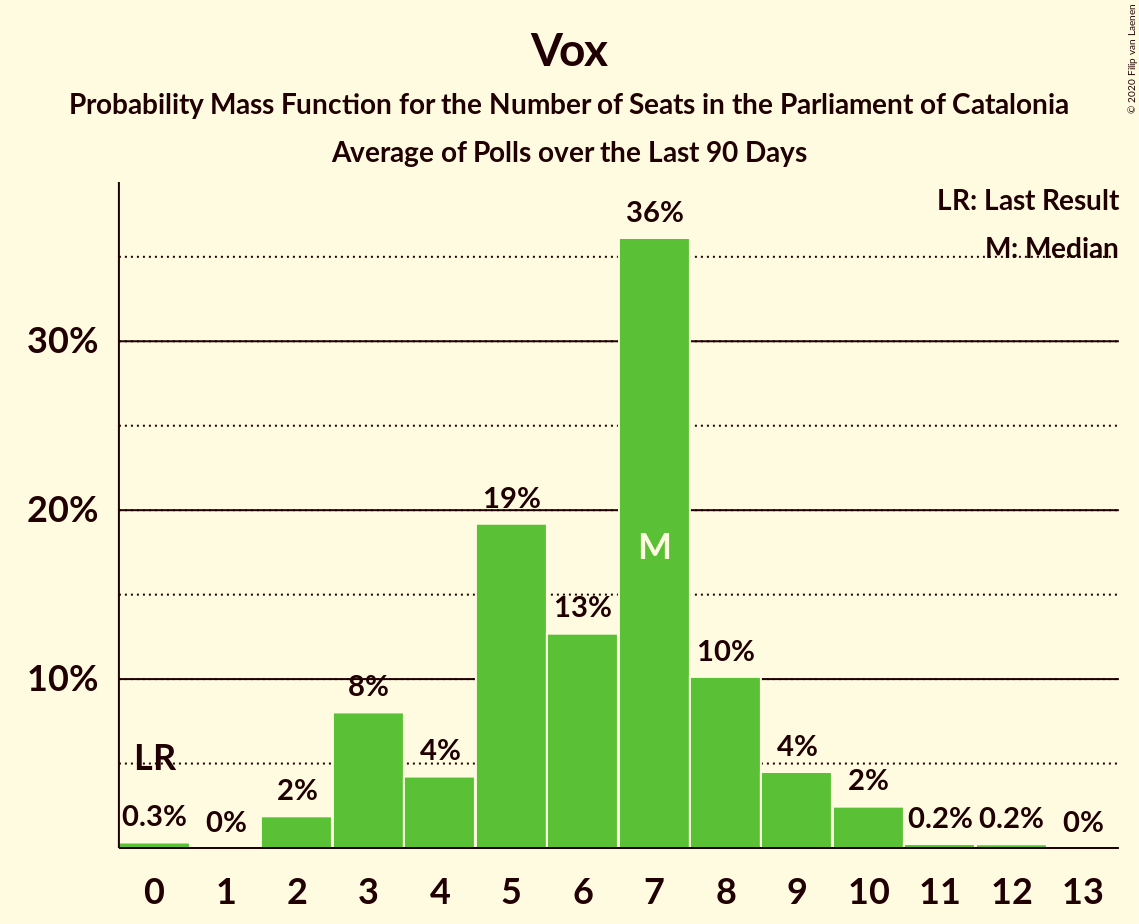 Vox
Probability Mass Function for the Number of Seats in the Parliament of Catalonia
Average of Polls over the Last 90 Days
© 2020 Filip van Laenen
LR: Last Result
M: Median
30%
20%
10%
LR
0.3%
0%
2%
8%
4%
19%
13%
36%
M
10%
4%
2%
0.2%
0.2%
0%
0 1 2 3 4 5 6 7 8 9 10 11 12 13